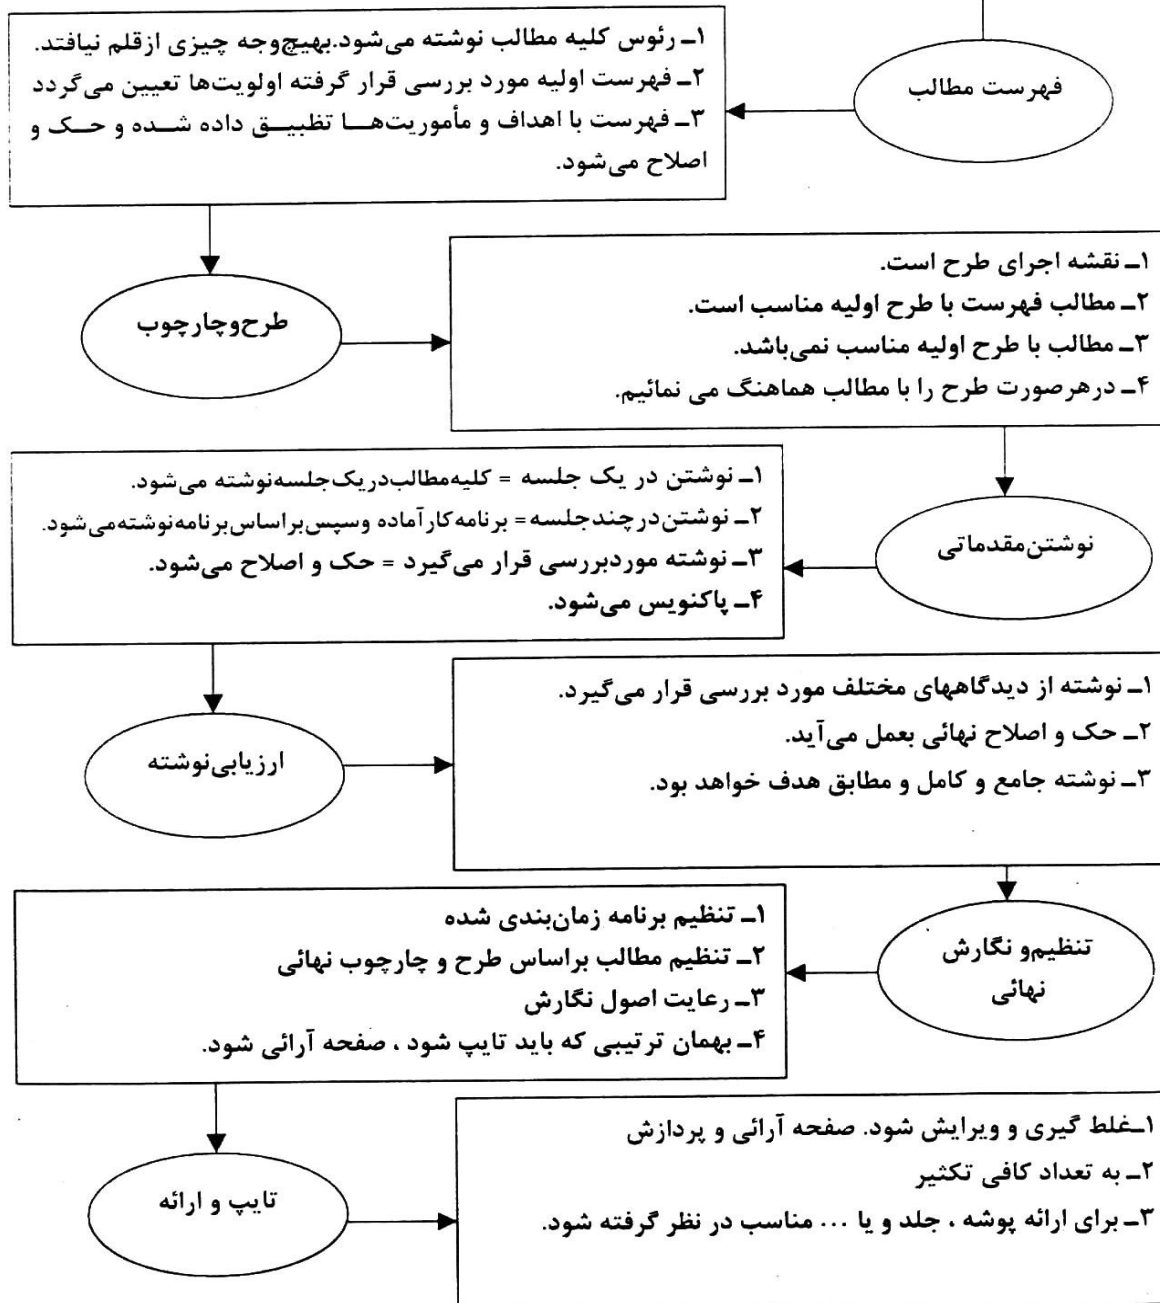 فهرست مطالب
۱ـ رئوس کلیه مطالب نوشته می‌شود.بهیچ‌وجه چیزی ازقلم نیافتد.
۲ـ فهرست اولیه مورد بررسی قرار گرفته اولویت‌ها تعیین می‌گردد
۳ـ فهرست با اهداف و مأموریت‌هـا تظبیـق داده شـده و حـک و
اصلاح می‌شود.
طرح‌وچارچوب
۱ـ نقشه اجرای طرح است.
۲ـ مطالب فهرست با طرح اولیه مناسب است.
۳ـ مطالب با طرح اولیه مناسب نمی‌باشد.
۴ـ درهرصورت طرح را با مطالب هماهنگ می نمائیم.
نوشتن‌مقدماتی
۱ـ نوشتن در یک جلسه = کلیه‌مطالب‌دریک‌جلسه‌نوشته می‌شود.
۲ـ نوشتن‌درچندجلسه= برنامه‌کارآماده وسپس‌براساس‌برنامه‌نوشته‌می‌شود.
۳ـ نوشته موردبررسی قرار می‌گیرد = حک و اصلاح می‌شود.
۴ـ پاکنویس می‌شود.
ارزیابی‌نوشته
۱ـ نوشته از دیدگاههای مختلف مورد بررسی قرار می‌گیرد.
۲ـ حک و اصلاح نهائی بعمل می‌آید.
۳ـ نوشته جامع و کامل و مطابق هدف خواهد بود.
تنظیم‌و نگارش
نهائی
۱ـ تنظیم برنامه زمان‌بندی شده
۲ـ تنظیم مطالب براساس طرح و چارچوب نهائی
۳ـ رعایت اصول نگارش
۴ـ بهمان ترتیبی که باید تایپ شود ، صفحه آرائی شود.
تایپ و ارائه
۱ـغلط گیری و ویرایش شود. صفحه آرائی و پردازش
۲ـ به تعداد کافی تکثیر
۳ـ برای ارائه پوشه ، جلد و یا ... مناسب در نظر گرفته شود.